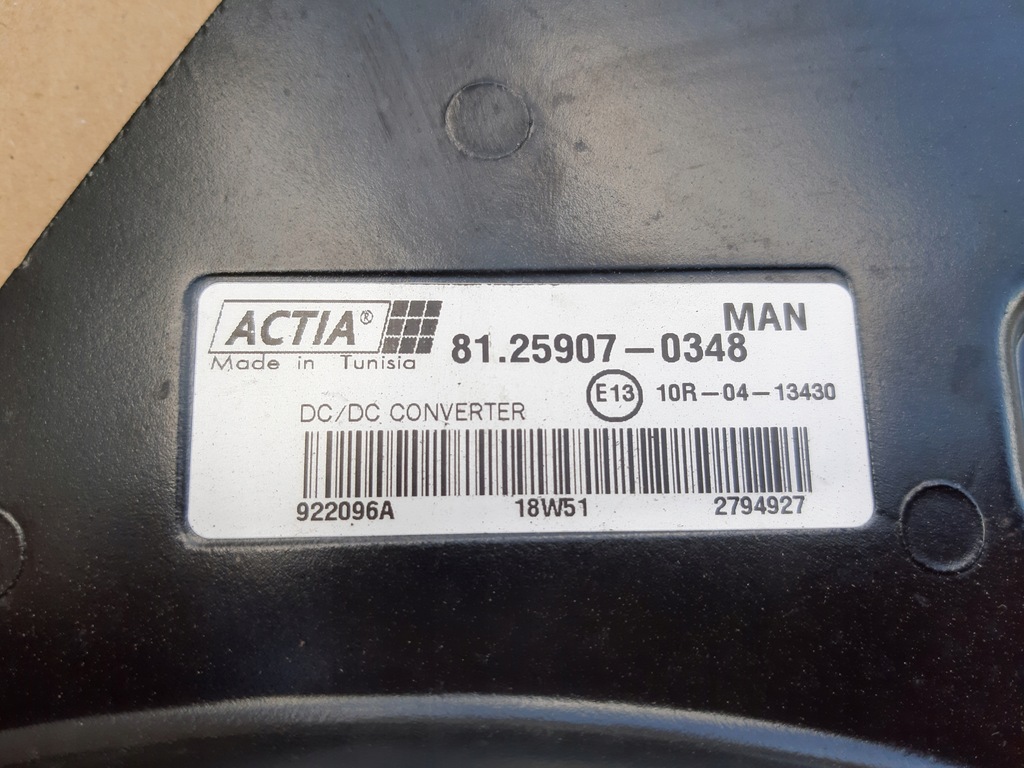 ACTIA®
MAN
Made in Tunisia
81.25907-0348
E13 10R-04-13430
DC/DC CONVERTER
922096A 18W51 2794927